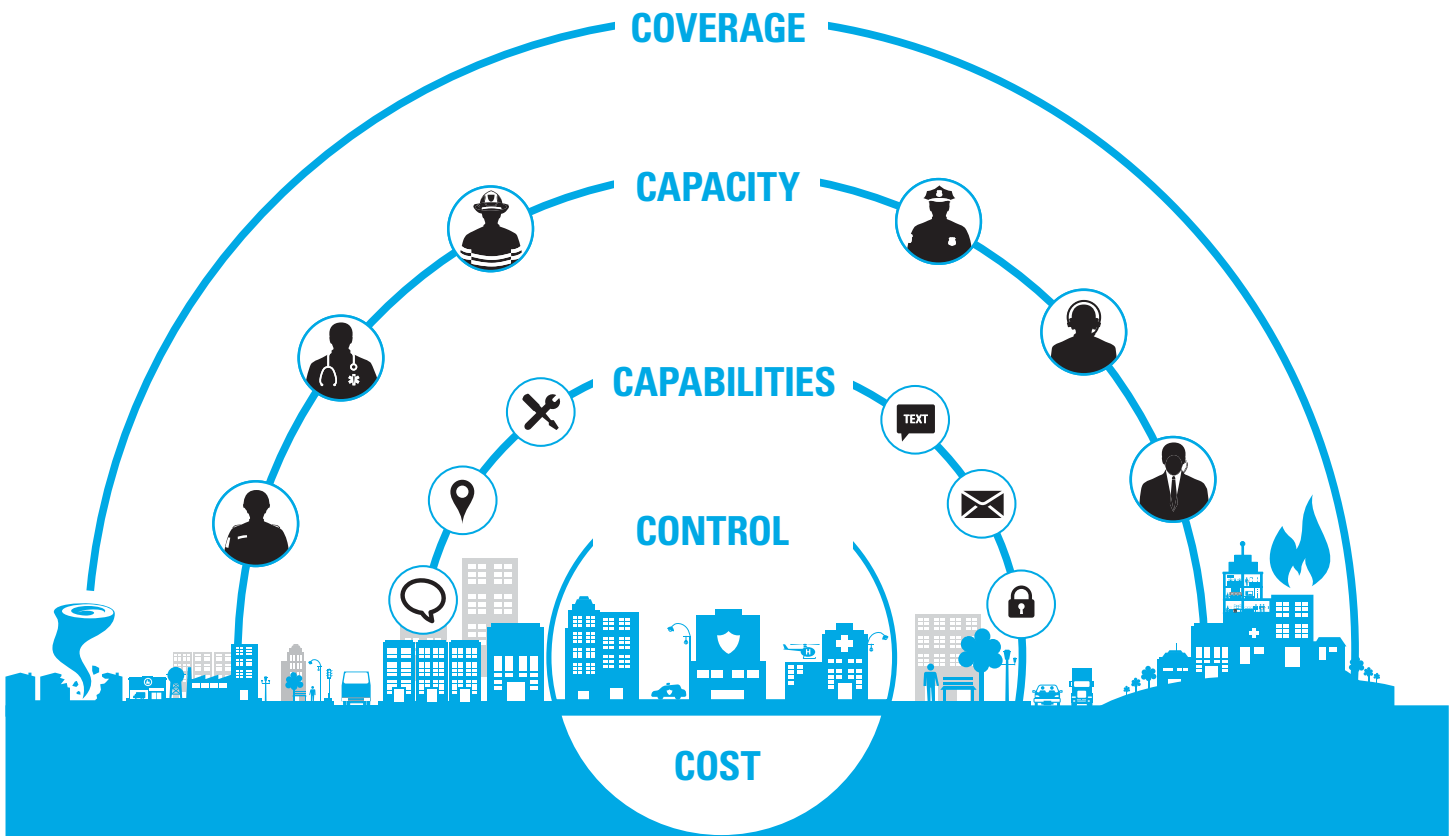 COVERAGE
CAPACITY
CAPABILITIES
TEXT
CONTROL
H
COST